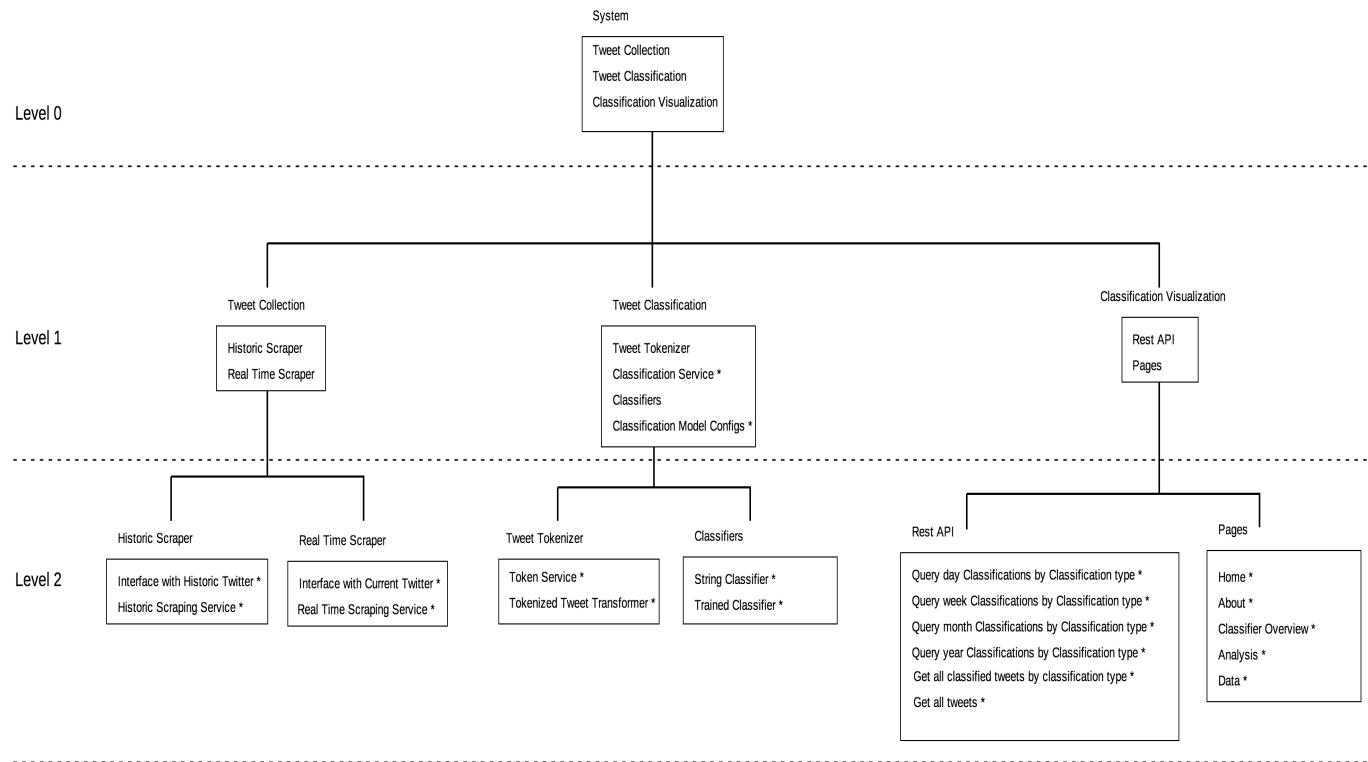 System
Tweet Collection
Tweet Classification
Classification Visualization
Level 0
Tweet Collection
Historic Scraper
Real Time Scraper
Tweet Classification
Tweet Tokenizer
Classification Service *
Classifiers
Classification Model Configs *
Classification Visualization
Rest API
Pages
Level 1
Historic Scraper
Interface with Historic Twitter *
Historic Scraping Service *
Real Time Scraper
Interface with Current Twitter *
Real Time Scraping Service *
Tweet Tokenizer
Token Service *
Tokenized Tweet Transformer *
Classifiers
String Classifier *
Trained Classifier *
Rest API
Query day Classifications by Classification type *
Query week Classifications by Classification type *
Query month Classifications by Classification type *
Query year Classifications by Classification type *
Get all classified tweets by classification type *
Get all tweets *
Pages
Home *
About *
Classifier Overview *
Analysis *
Data *
Level 2